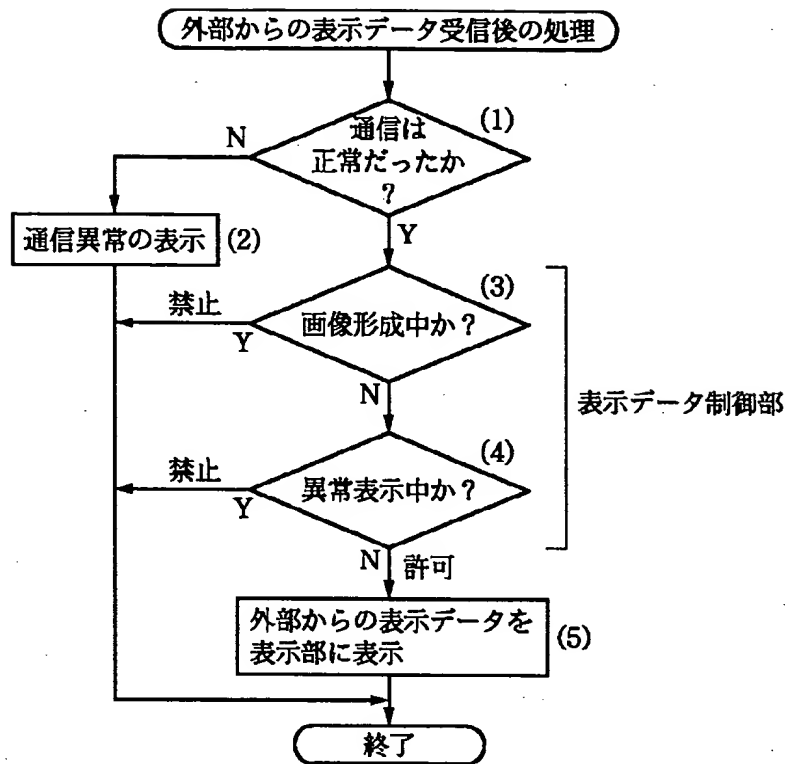 外部からの表示データ受信後の処理
(1)
通信は
正常だったか
?
N
Y
通信異常の表示
(2)
(3)
画像形成中か?
禁止
Y
N
表示データ制御部
(4)
異常表示中か?
禁止
Y
N 許可
外部からの表示データを
表示部に表示
(5)
終了